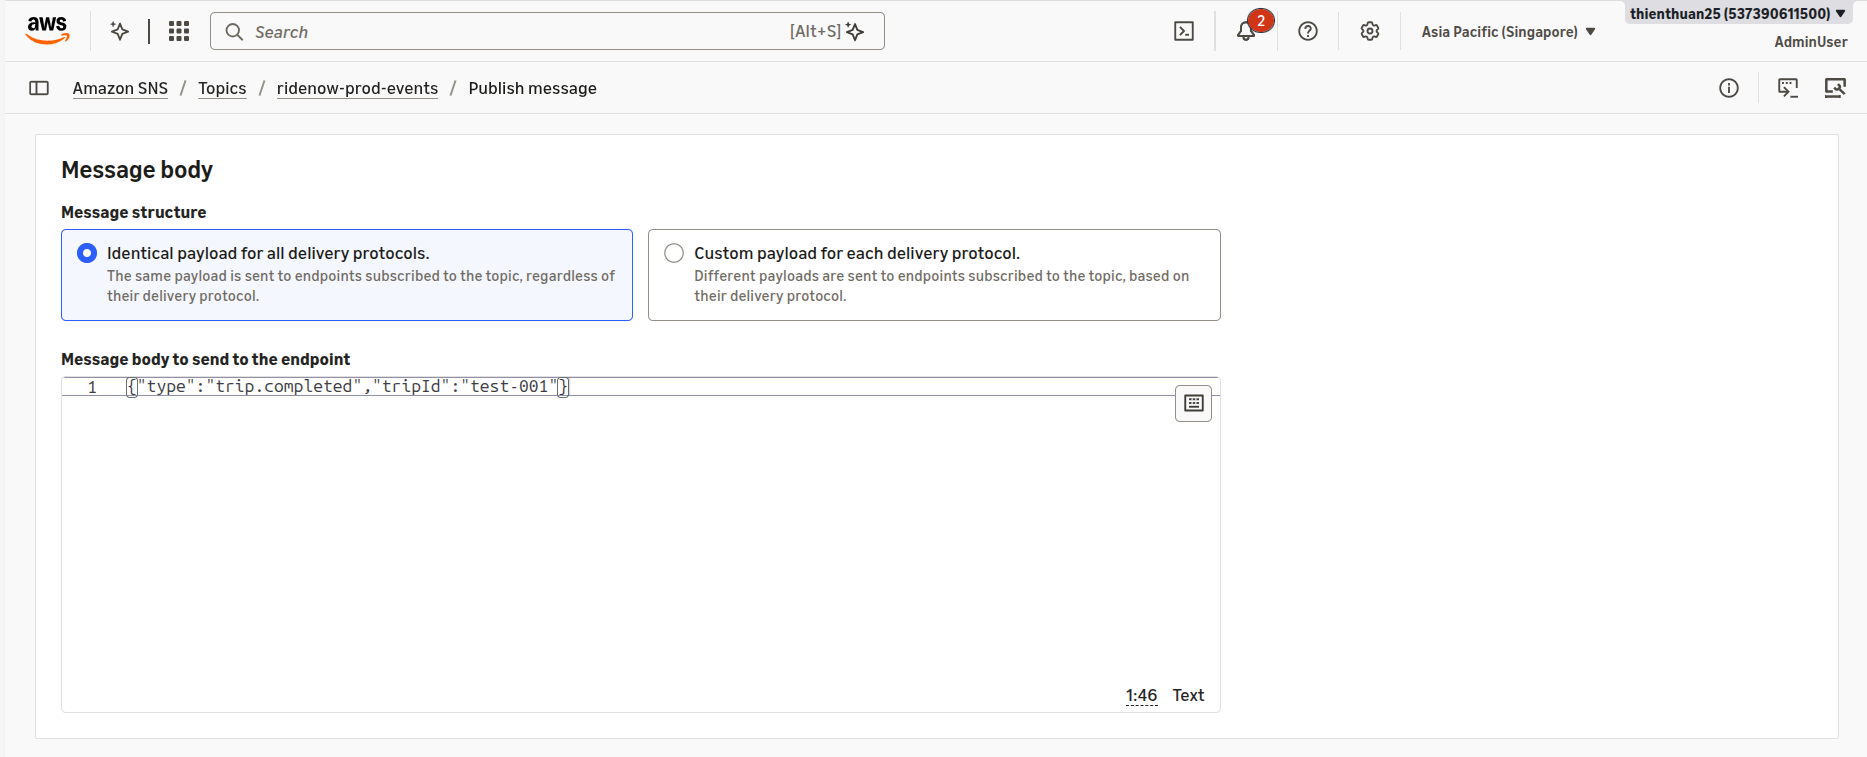 aws
Search
[Alt+S]
2
Asia Pacific (Singapore)
thienthuan25 (537390611500)
AdminUser
Amazon SNS / Topics / ridenow-prod-events / Publish message
Message body
Message structure
Identical payload for all delivery protocols.
The same payload is sent to endpoints subscribed to the topic, regardless of
their delivery protocol.
Custom payload for each delivery protocol.
Different payloads are sent to endpoints subscribed to the topic, based on
their delivery protocol.
Message body to send to the endpoint
1 {"type":"trip.completed","tripId":"test-001"}
1:46 Text